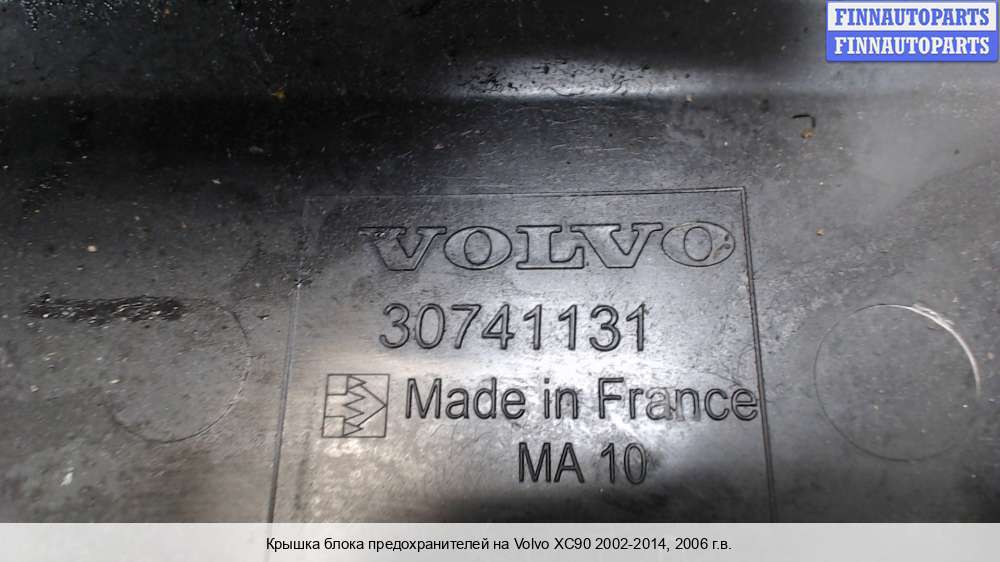 FINNAUTOPARTS
FINNAUTOPARTS
VOLVO
30741131
Made in France
MA 10
Крышка блока предохранителей на Volvo XC90 2002-2014, 2006 г.в.